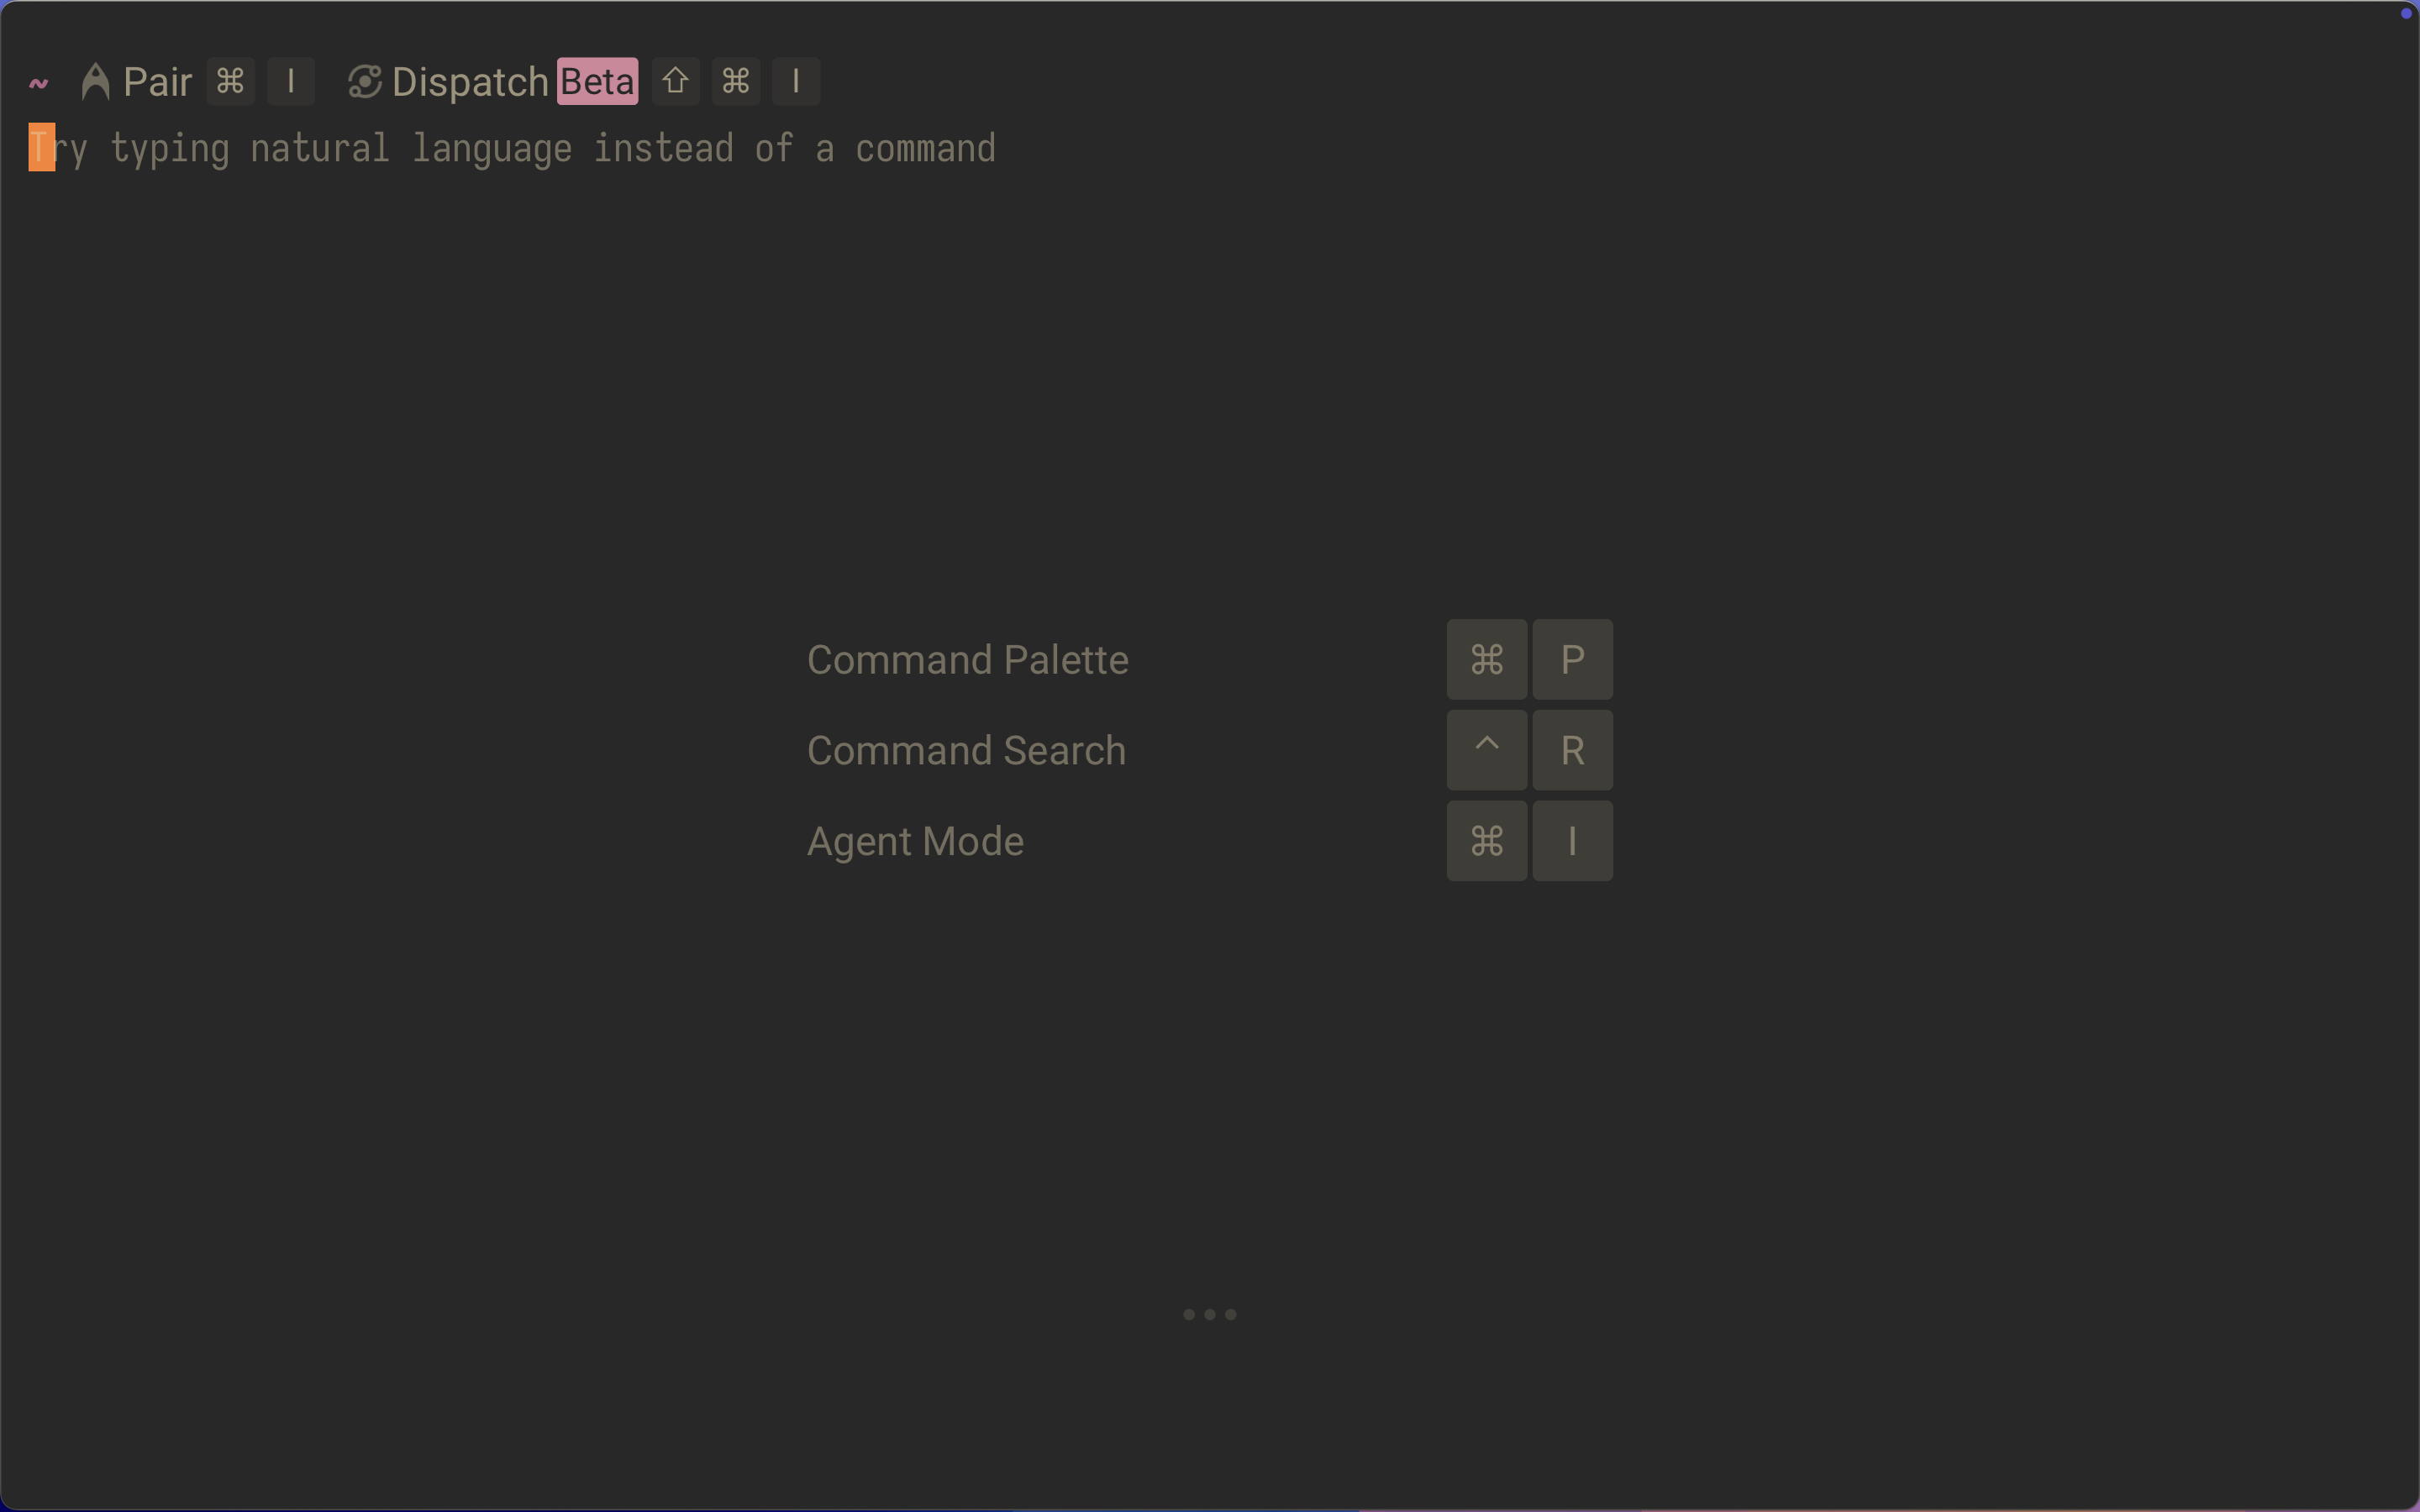 ~ Pair ⌘ I Dispatch Beta ⇧ ⌘ I
Try typing natural language instead of a command
Command Palette ⌘ P
Command Search ^ R
Agent Mode ⌘ I